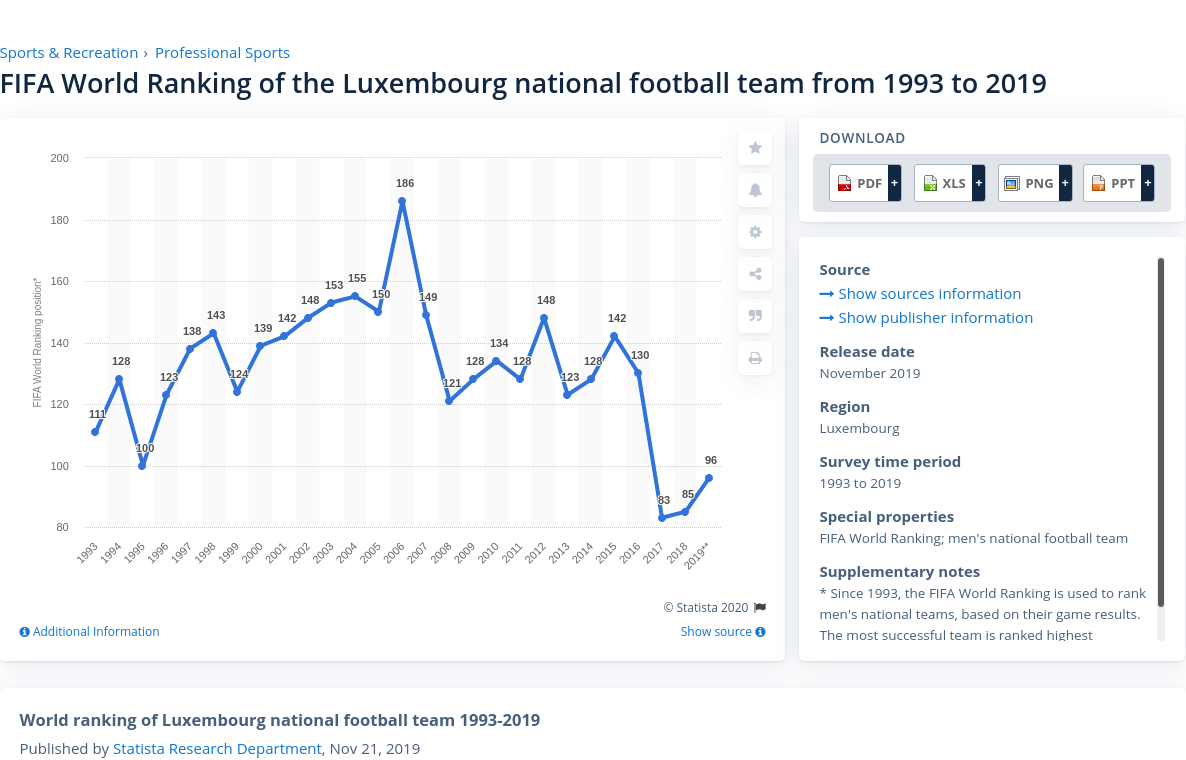 Sports & Recreation › Professional Sports
FIFA World Ranking of the Luxembourg national football team from 1993 to 2019
DOWNLOAD
PDF +
XLS +
PNG +
PPT +
FIFA World Ranking position*
200
180
160
140
120
100
80
111
128
100
123
138
143
124
139
142
148
153
155
150
186
149
121
128
134
128
148
123
128
142
130
83
85
96
1993
1994
1995
1996
1997
1998
1999
2000
2001
2002
2003
2004
2005
2006
2007
2008
2009
2010
2011
2012
2013
2014
2015
2016
2017
2018
2019**
© Statista 2020
Additional Information
Show source
Source
Show sources information
Show publisher information
Release date
November 2019
Region
Luxembourg
Survey time period
1993 to 2019
Special properties
FIFA World Ranking; men's national football team
Supplementary notes
* Since 1993, the FIFA World Ranking is used to rank
men's national teams, based on their game results.
The most successful team is ranked highest
World ranking of Luxembourg national football team 1993-2019
Published by Statista Research Department, Nov 21, 2019